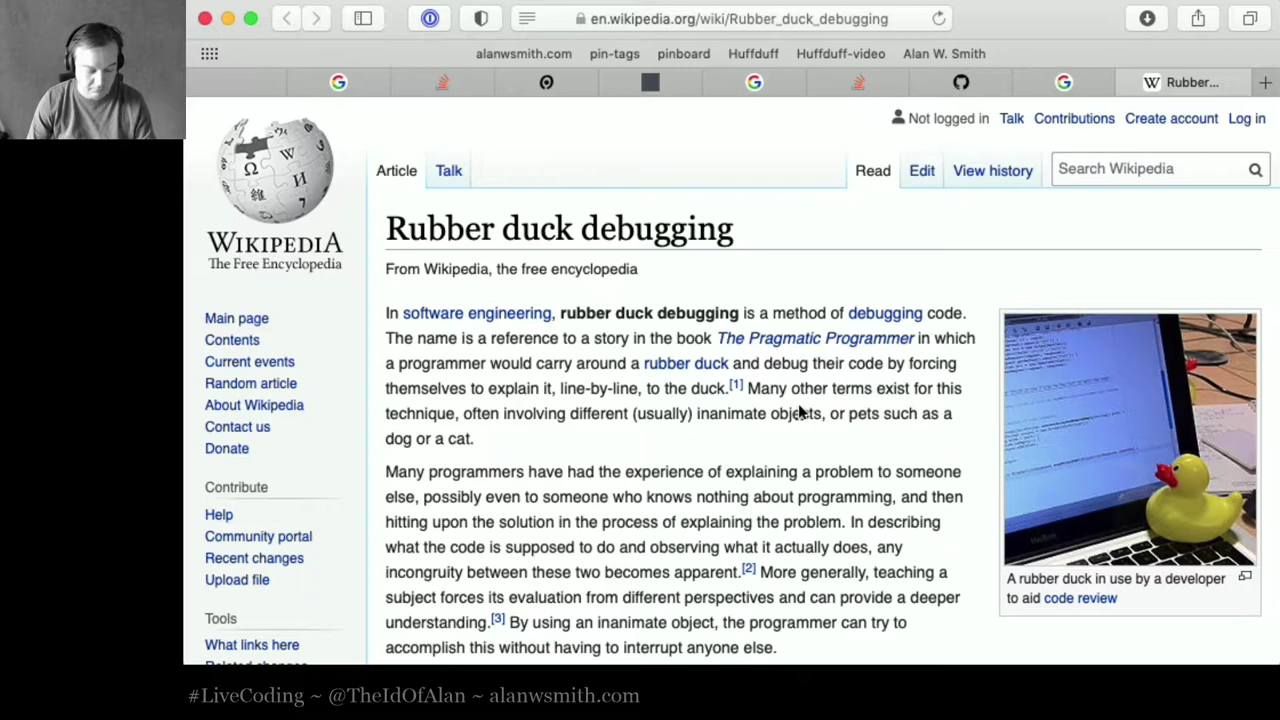 en.wikipedia.org/wiki/Rubber_duck_debugging
alanwsmith.com pin-tags pinboard Huffduff Huffduff-video Alan W. Smith
W Rubber...
Not logged in Talk Contributions Create account Log in
Article Talk Read Edit View history Search Wikipedia
WIKIPEDIA
The Free Encyclopedia
Main page
Contents
Current events
Random article
About Wikipedia
Contact us
Donate
Contribute
Help
Community portal
Recent changes
Upload file
Tools
What links here
Related changes
Rubber duck debugging
From Wikipedia, the free encyclopedia
In software engineering, rubber duck debugging is a method of debugging code.
The name is a reference to a story in the book The Pragmatic Programmer in which
a programmer would carry around a rubber duck and debug their code by forcing
themselves to explain it, line-by-line, to the duck.[1] Many other terms exist for this
technique, often involving different (usually) inanimate objects, or pets such as a
dog or a cat.
Many programmers have had the experience of explaining a problem to someone
else, possibly even to someone who knows nothing about programming, and then
hitting upon the solution in the process of explaining the problem. In describing
what the code is supposed to do and observing what it actually does, any
incongruity between these two becomes apparent.[2] More generally, teaching a
subject forces its evaluation from different perspectives and can provide a deeper
understanding.[3] By using an inanimate object, the programmer can try to
accomplish this without having to interrupt anyone else.
A rubber duck in use by a developer
to aid code review
#LiveCoding ~ @TheIdOfAlan ~ alanwsmith.com